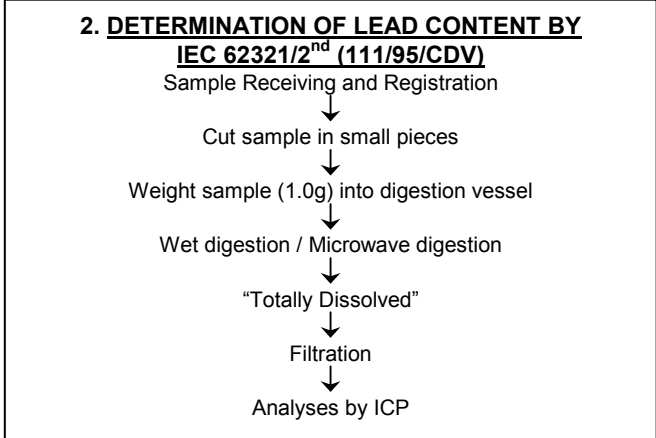 2. DETERMINATION OF LEAD CONTENT BY
IEC 62321/2nd (111/95/CDV)
Sample Receiving and Registration
Cut sample in small pieces
Weight sample (1.0g) into digestion vessel
Wet digestion / Microwave digestion
“Totally Dissolved”
Filtration
Analyses by ICP